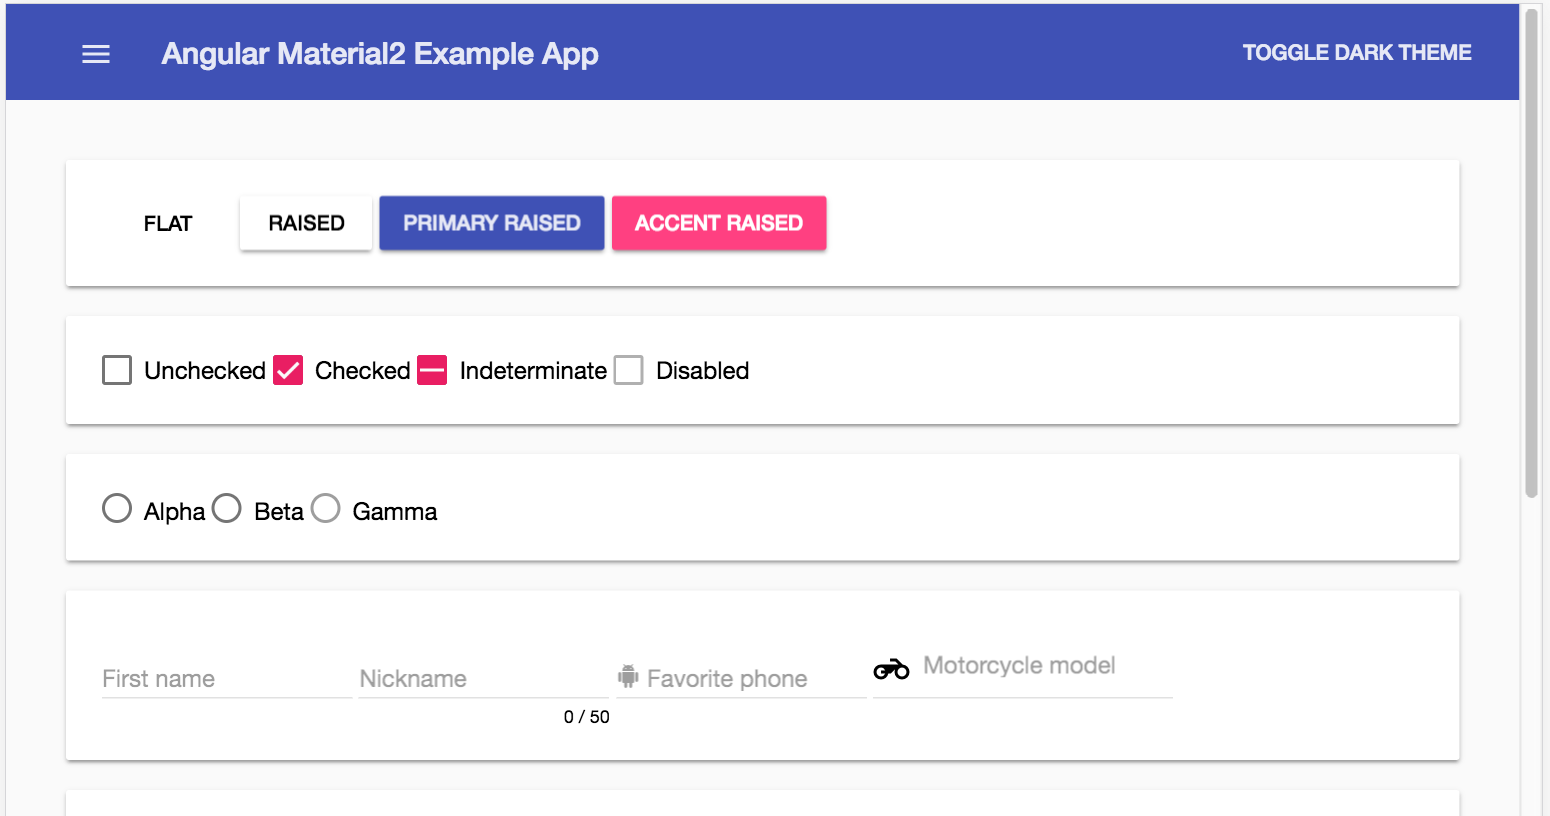 Angular Material2 Example App TOGGLE DARK THEME
FLAT RAISED PRIMARY RAISED ACCENT RAISED
Unchecked Checked Indeterminate Disabled
Alpha Beta Gamma
First name Nickname Favorite phone Motorcycle model
0 / 50